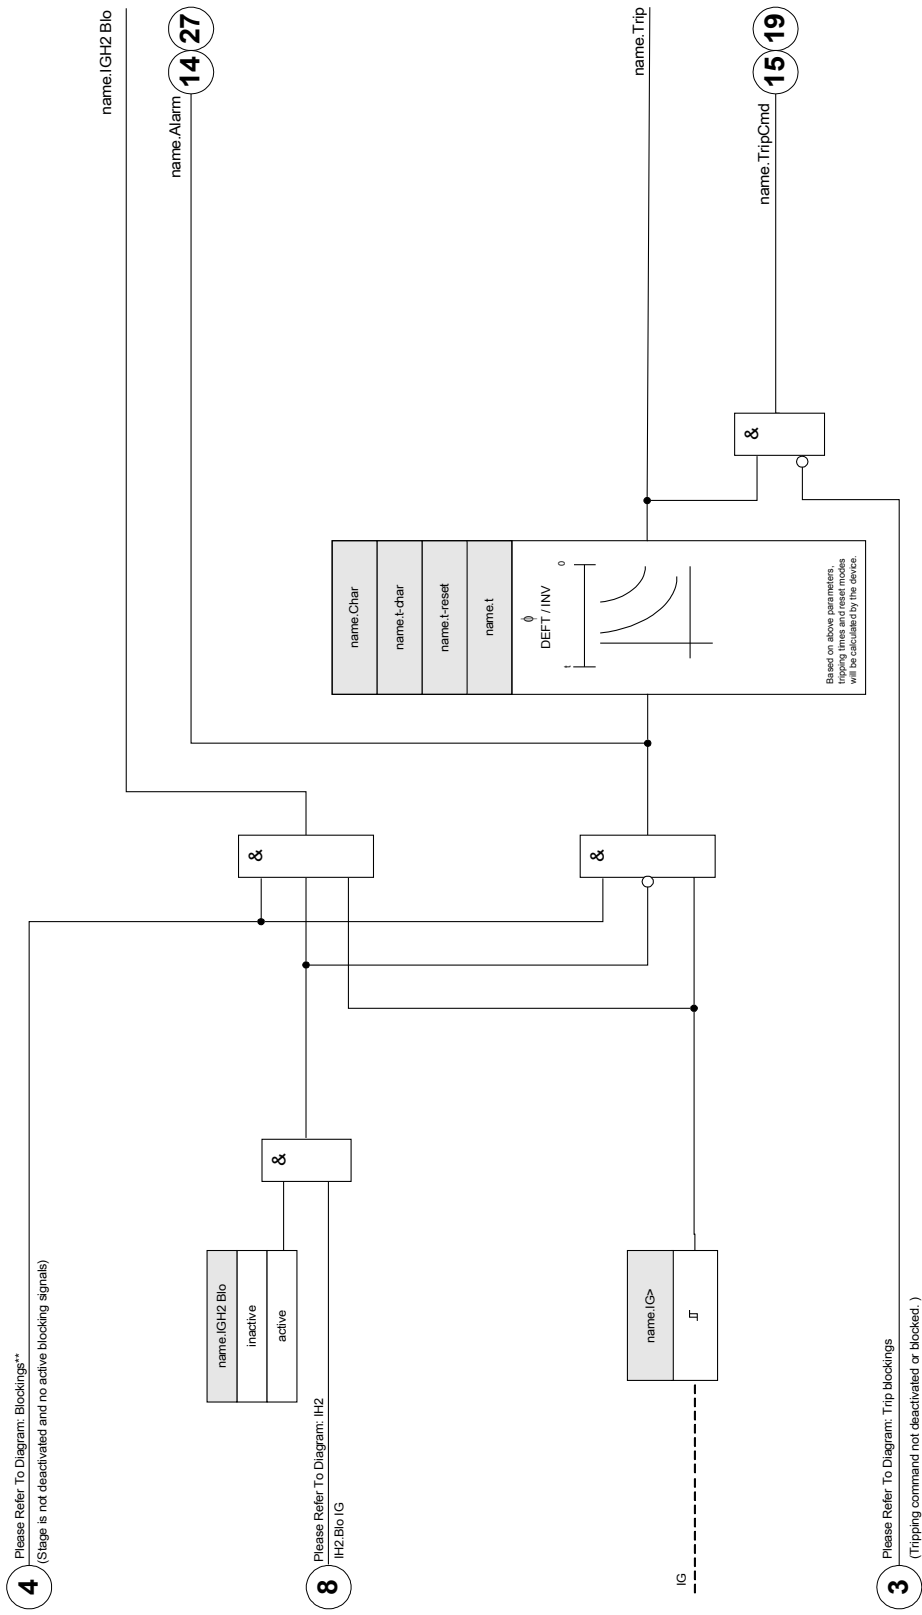 4
Please Refer To Diagram: Blockings**
(Stage is not deactivated and no active blocking signals)
name.IGH2 Blo
name.Alarm
14
27
name.IGH2 Blo
inactive
active
&
&
8
Please Refer To Diagram: IH2
IH2.Blo IG
name.Char
name.t-char
name.t-reset
name.t
ϕ
DEFT / INV
t
0
Based on above parameters,
tripping times and reset modes
will be calculated by the device.
name.Trip
IG
name.IG>
&
&
name.TripCmd
15
19
3
Please Refer To Diagram: Trip blockings
(Tripping command not deactivated or blocked. )